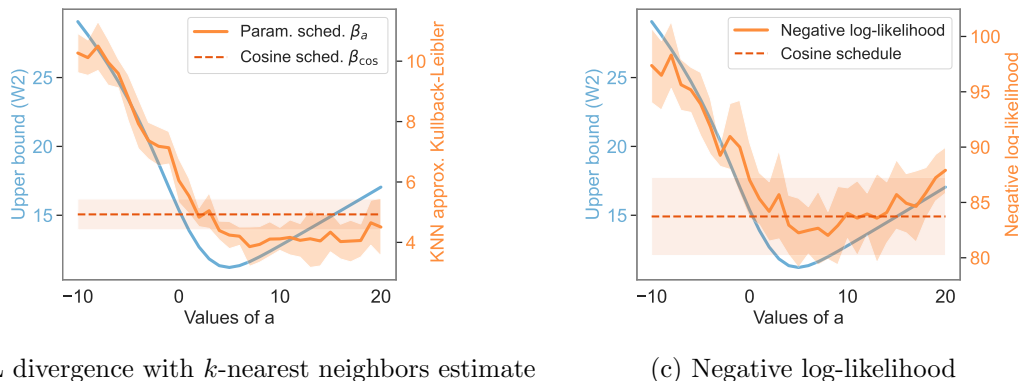 Param. sched. βₐ
Cosine sched. β_cos
Upper bound (W2)
25
20
15
10
8
6
4
KNN approx. Kullback-Leibler
−10
0
10
20
Values of a
Negative log-likelihood
Cosine schedule
Upper bound (W2)
25
20
15
100
95
90
85
80
Negative log-likelihood
−10
0
10
20
Values of a
divergence with k-nearest neighbors estimate
(c) Negative log-likelihood